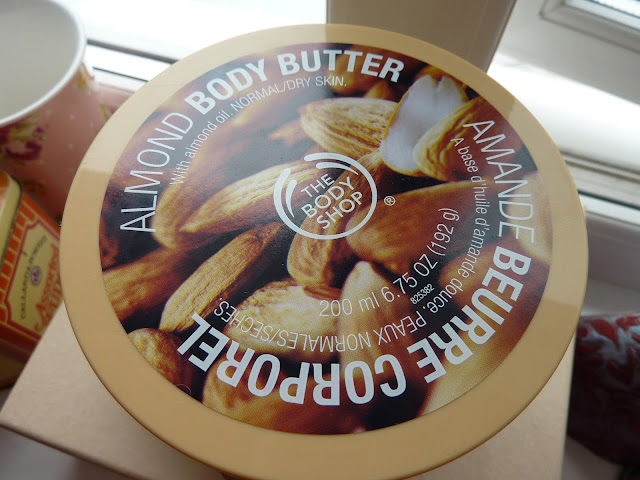 ALMOND BODY BUTTER
With almond oil. NORMAL/DRY SKIN.
THE
BODY
SHOP
®
200 ml 6.75 OZ (192 g)
825382
AMANDE BEURRE CORPOREL
A base d'huile d'amande douce. PEAUX NORMALES/SÈCHES.